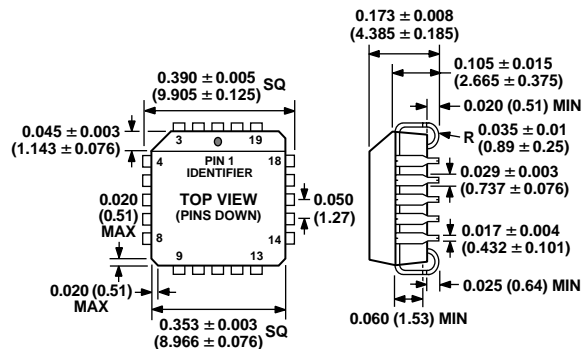 0.173 ± 0.008
(4.385 ± 0.185)
0.390 ± 0.005 SQ
(9.905 ± 0.125)
0.105 ± 0.015
(2.665 ± 0.375)
0.020 (0.51) MIN
0.045 ± 0.003
(1.143 ± 0.076)
3
19
PIN 1
IDENTIFIER
4
18
TOP VIEW
(PINS DOWN)
0.020
(0.51)
MAX
0.050
(1.27)
8
14
9
13
0.020 (0.51)
MAX
0.353 ± 0.003 SQ
(8.966 ± 0.076)
R 0.035 ± 0.01
(0.89 ± 0.25)
0.029 ± 0.003
(0.737 ± 0.076)
0.017 ± 0.004
(0.432 ± 0.101)
0.025 (0.64) MIN
0.060 (1.53) MIN